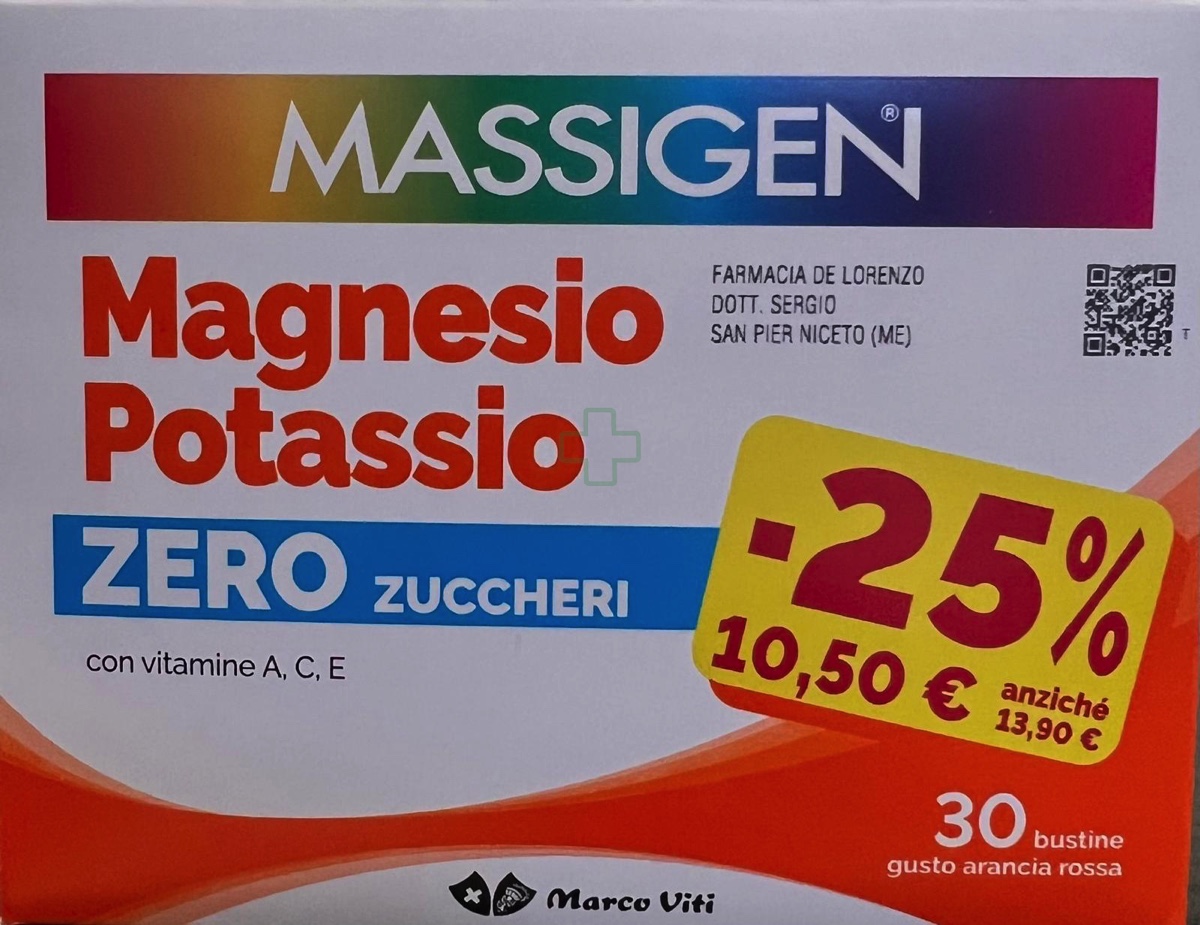 MASSIGEN®
Magnesio
Potassio
FARMACIA DE LORENZO
DOTT. SERGIO
SAN PIER NICETO (ME)
T
ZERO ZUCCHERI
con vitamine A, C, E
-25%
10,50 € anziché
13,90 €
30 bustine
gusto arancia rossa
Marco Viti